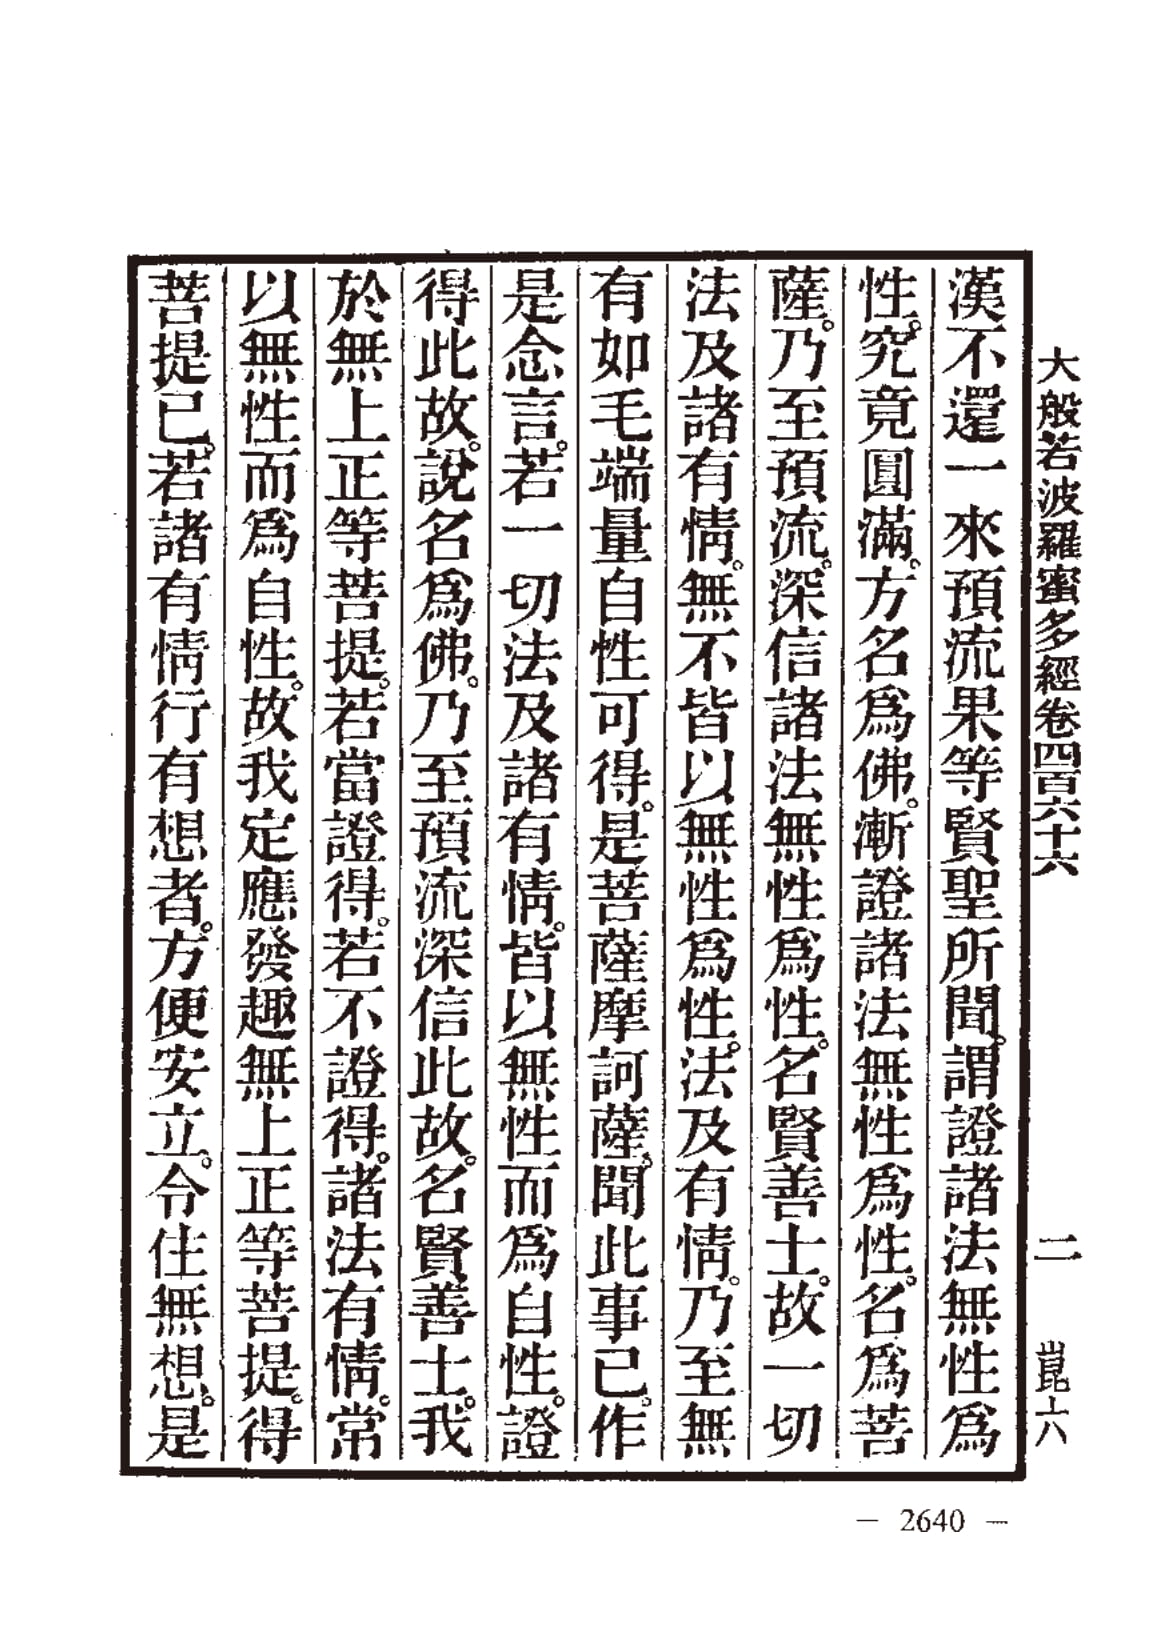 大般若波羅蜜多經卷四百六十六 二 崑六
漢不還一來預流果等賢聖所聞。謂證諸法無性爲
性。究竟圓滿。方名爲佛。漸證諸法無性爲性。名爲菩
薩。乃至預流。深信諸法無性爲性。名賢善士。故一切
法及諸有情。無不皆以無性爲性。法及有情。乃至無
有如毛端量自性可得。是菩薩摩訶薩。聞此事已。作
是念言。若一切法及諸有情。皆以無性而爲自性。證
得此故。說名爲佛。乃至預流深信此故。名賢善士。我
於無上正等菩提。若當證得。若不證得。諸法有情。常
以無性而爲自性。故我定應發趣無上正等菩提。得
菩提已。若諸有情行有想者。方便安立。令住無想。是
— 2640 —